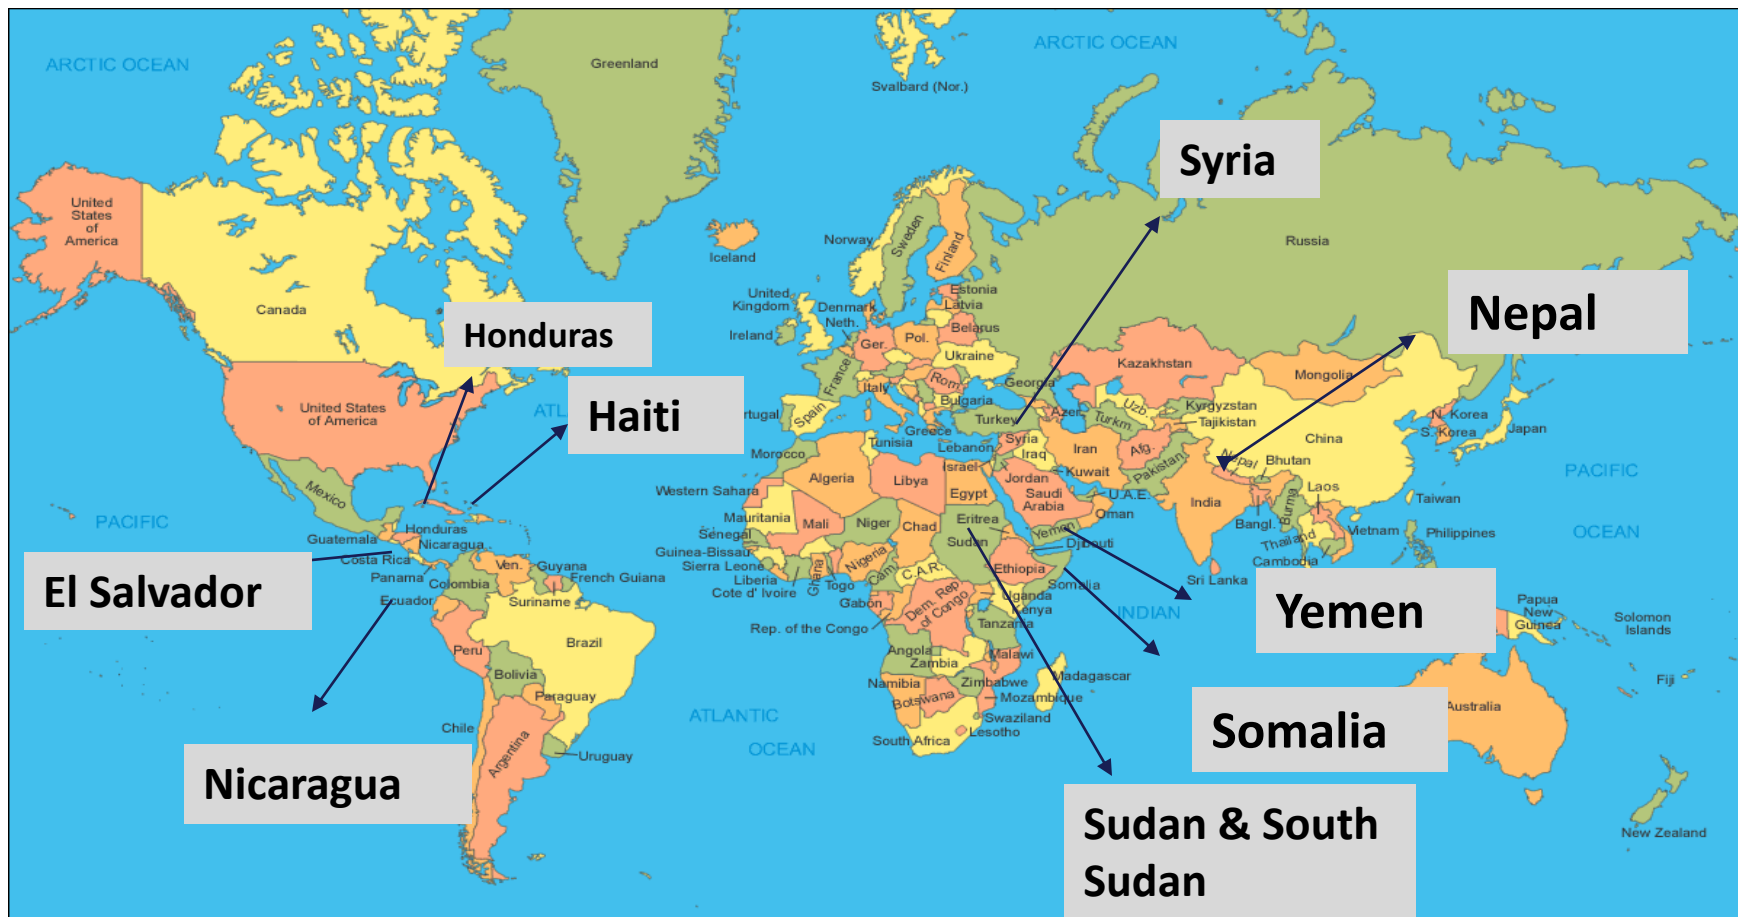 ARCTIC OCEAN
ARCTIC OCEAN
Greenland
Svalbard (Nor.)
Syria
United
States
of
America
Norway
Sweden
Finland
Iceland
Russia
Canada
Honduras
Nepal
United
Kingdom
Ireland
Denmark
Neth.
Estonia
Latvia
Belarus
Ger.
Pol.
Ukraine
Kazakhstan
Mongolia
United States
of America
Haiti
France
Italy
Rom.
Bulgaria
Georgia
Spain
Greece
Turkey
Azer.
Uzb.
Turkm.
Kyrgyzstan
Tajikistan
N. Korea
S. Korea
Japan
China
Tunisia
Lebanon
Syria
Israel
Iraq
Iran
Afg.
Pakistan
Nepal
Bhutan
Morocco
Algeria
Libya
Egypt
Jordan
Kuwait
Saudi
Arabia
U.A.E.
Oman
India
Bangl.
Burma
Laos
Taiwan
PACIFIC
OCEAN
Mexico
PACIFIC
Western Sahara
Mauritania
Mali
Niger
Chad
Sudan
Eritrea
Yemen
Djibouti
Thailand
Vietnam
Cambodia
Philippines
Guatemala
Honduras
Nicaragua
Costa Rica
Panama
Sénégal
Guinea-Bissau
Sierra Leone
Liberia
Cote d' Ivoire
Ghana
Togo
Nigeria
Cam.
C.A.R.
Ethiopia
Somalia
Sri Lanka
El Salvador
Ven.
Guyana
French Guiana
Suriname
Colombia
Ecuador
Gabon
Rep. of the Congo
Dem. Rep.
of Congo
Uganda
Kenya
Tanzania
INDIAN
Yemen
Papua
New
Guinea
Solomon
Islands
Brazil
Peru
Bolivia
Paraguay
Angola
Zambia
Malawi
Namibia
Botswana
Zimbabwe
Mozambique
Madagascar
Swaziland
Lesotho
South Africa
Fiji
Australia
ATLANTIC
OCEAN
Chile
Argentina
Uruguay
Somalia
Nicaragua
Sudan & South
Sudan
New Zealand